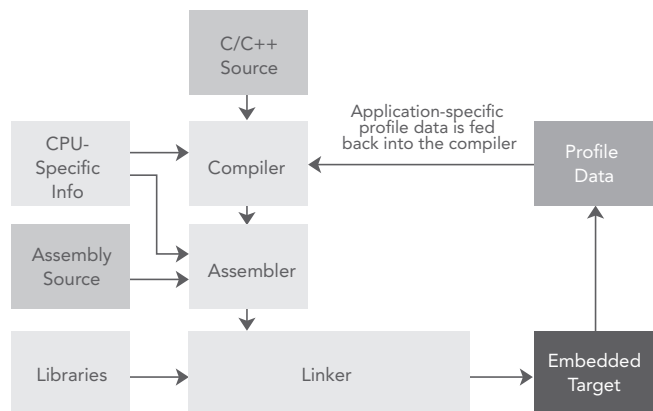 C/C++
Source
Application-specific
profile data is fed
back into the compiler
CPU-
Specific
Info
Compiler
Profile
Data
Assembly
Source
Assembler
Libraries
Linker
Embedded
Target